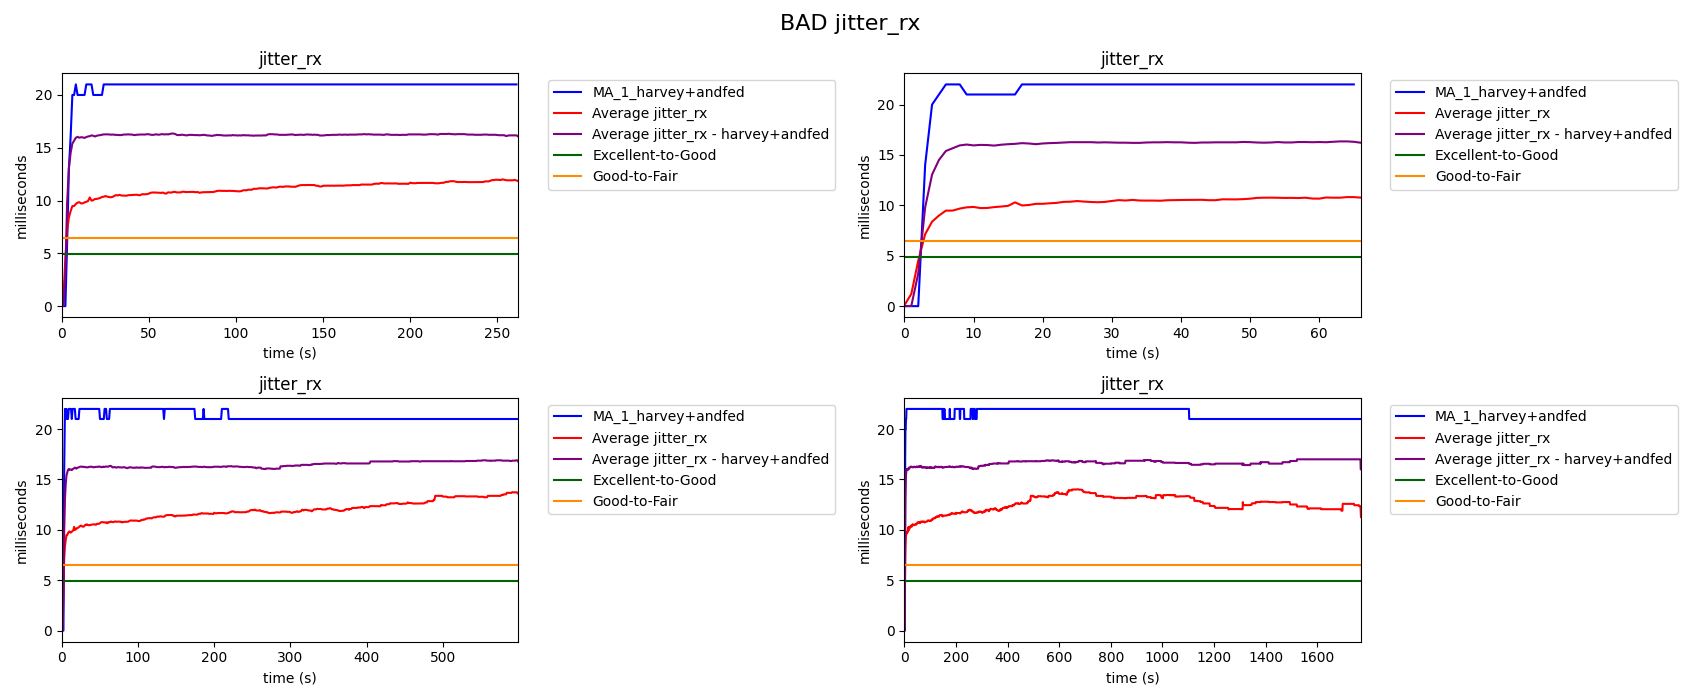 BAD jitter_rx
jitter_rx
20
15
10
5
0
milliseconds
0 50 100 150 200 250
time (s)
MA_1_harvey+andfed
Average jitter_rx
Average jitter_rx - harvey+andfed
Excellent-to-Good
Good-to-Fair
jitter_rx
20
15
10
5
0
milliseconds
0 10 20 30 40 50 60
time (s)
MA_1_harvey+andfed
Average jitter_rx
Average jitter_rx - harvey+andfed
Excellent-to-Good
Good-to-Fair
jitter_rx
20
15
10
5
0
milliseconds
0 100 200 300 400 500
time (s)
MA_1_harvey+andfed
Average jitter_rx
Average jitter_rx - harvey+andfed
Excellent-to-Good
Good-to-Fair
jitter_rx
20
15
10
5
0
milliseconds
0 200 400 600 800 1000 1200 1400 1600
time (s)
MA_1_harvey+andfed
Average jitter_rx
Average jitter_rx - harvey+andfed
Excellent-to-Good
Good-to-Fair